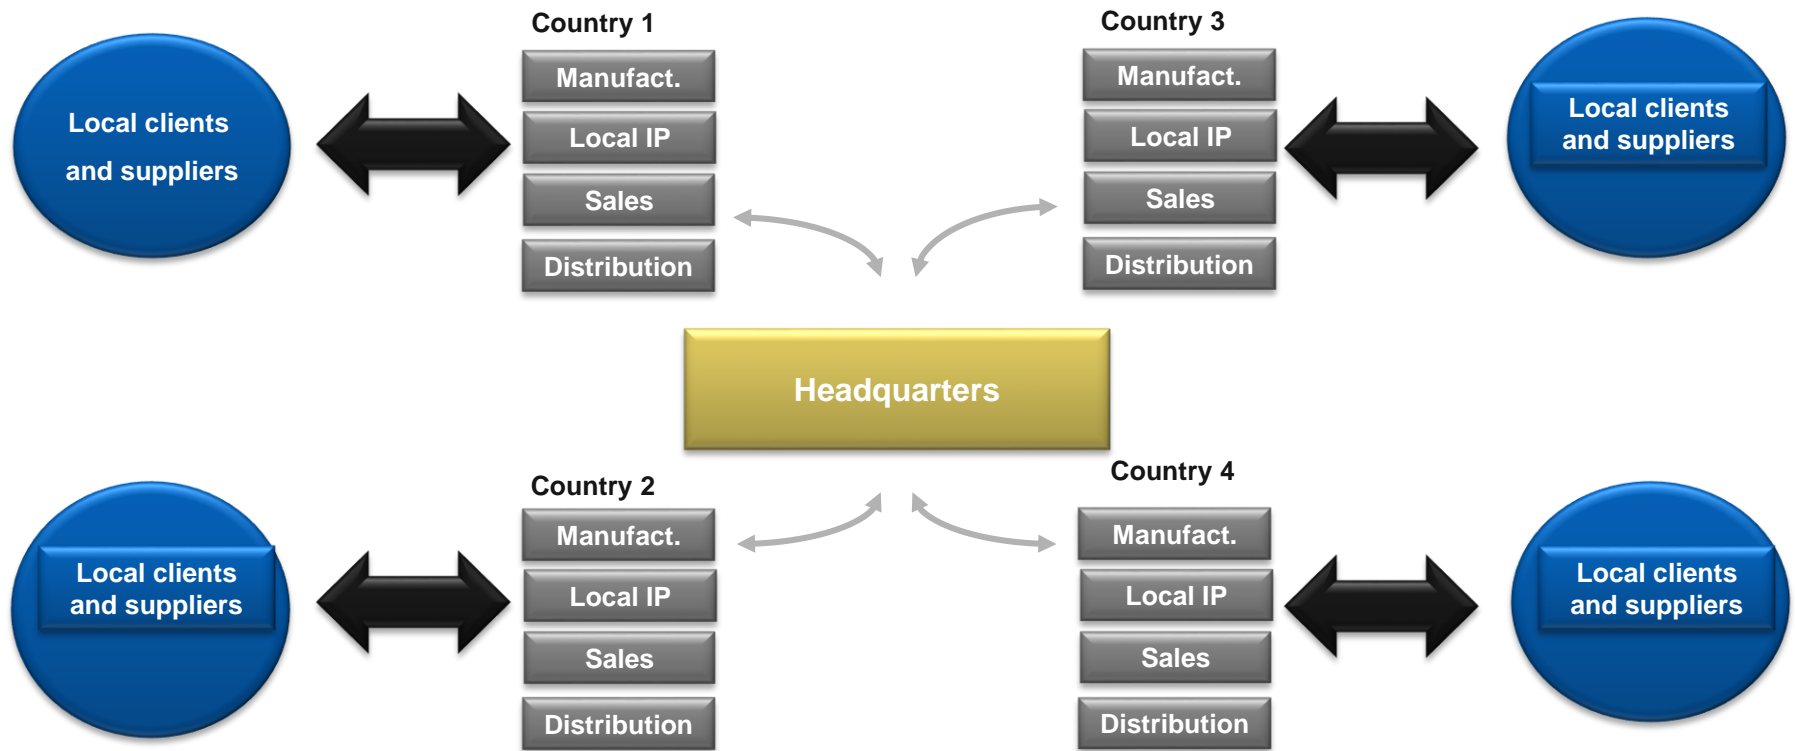 Country 1
Manufact.
Local IP
Sales
Distribution
Local clients
and suppliers
Country 3
Manufact.
Local IP
Sales
Distribution
Local clients
and suppliers
Headquarters
Country 2
Manufact.
Local IP
Sales
Distribution
Local clients
and suppliers
Country 4
Manufact.
Local IP
Sales
Distribution
Local clients
and suppliers